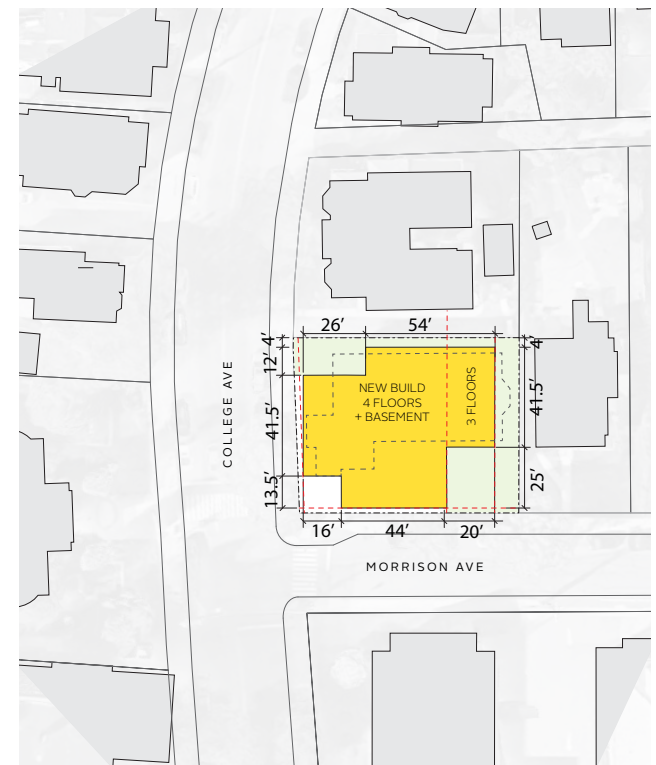 26’
54’
4’
4’
12’
COLLEGE AVE
41.5’
NEW BUILD
4 FLOORS
+ BASEMENT
3 FLOORS
41.5’
13.5’
25’
16’
44’
20’
MORRISON AVE